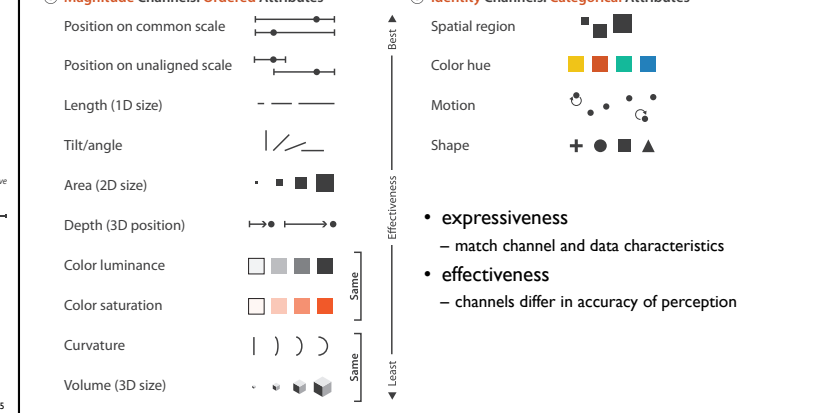 Magnitude Channels: Ordered Attributes
Position on common scale
Position on unaligned scale
Length (1D size)
Tilt/angle
Area (2D size)
Depth (3D position)
Color luminance
Color saturation
Curvature
Volume (3D size)
Same
Same
Best
Effectiveness
Least
Identity Channels: Categorical Attributes
Spatial region
Color hue
Motion
Shape
• expressiveness
– match channel and data characteristics
• effectiveness
– channels differ in accuracy of perception